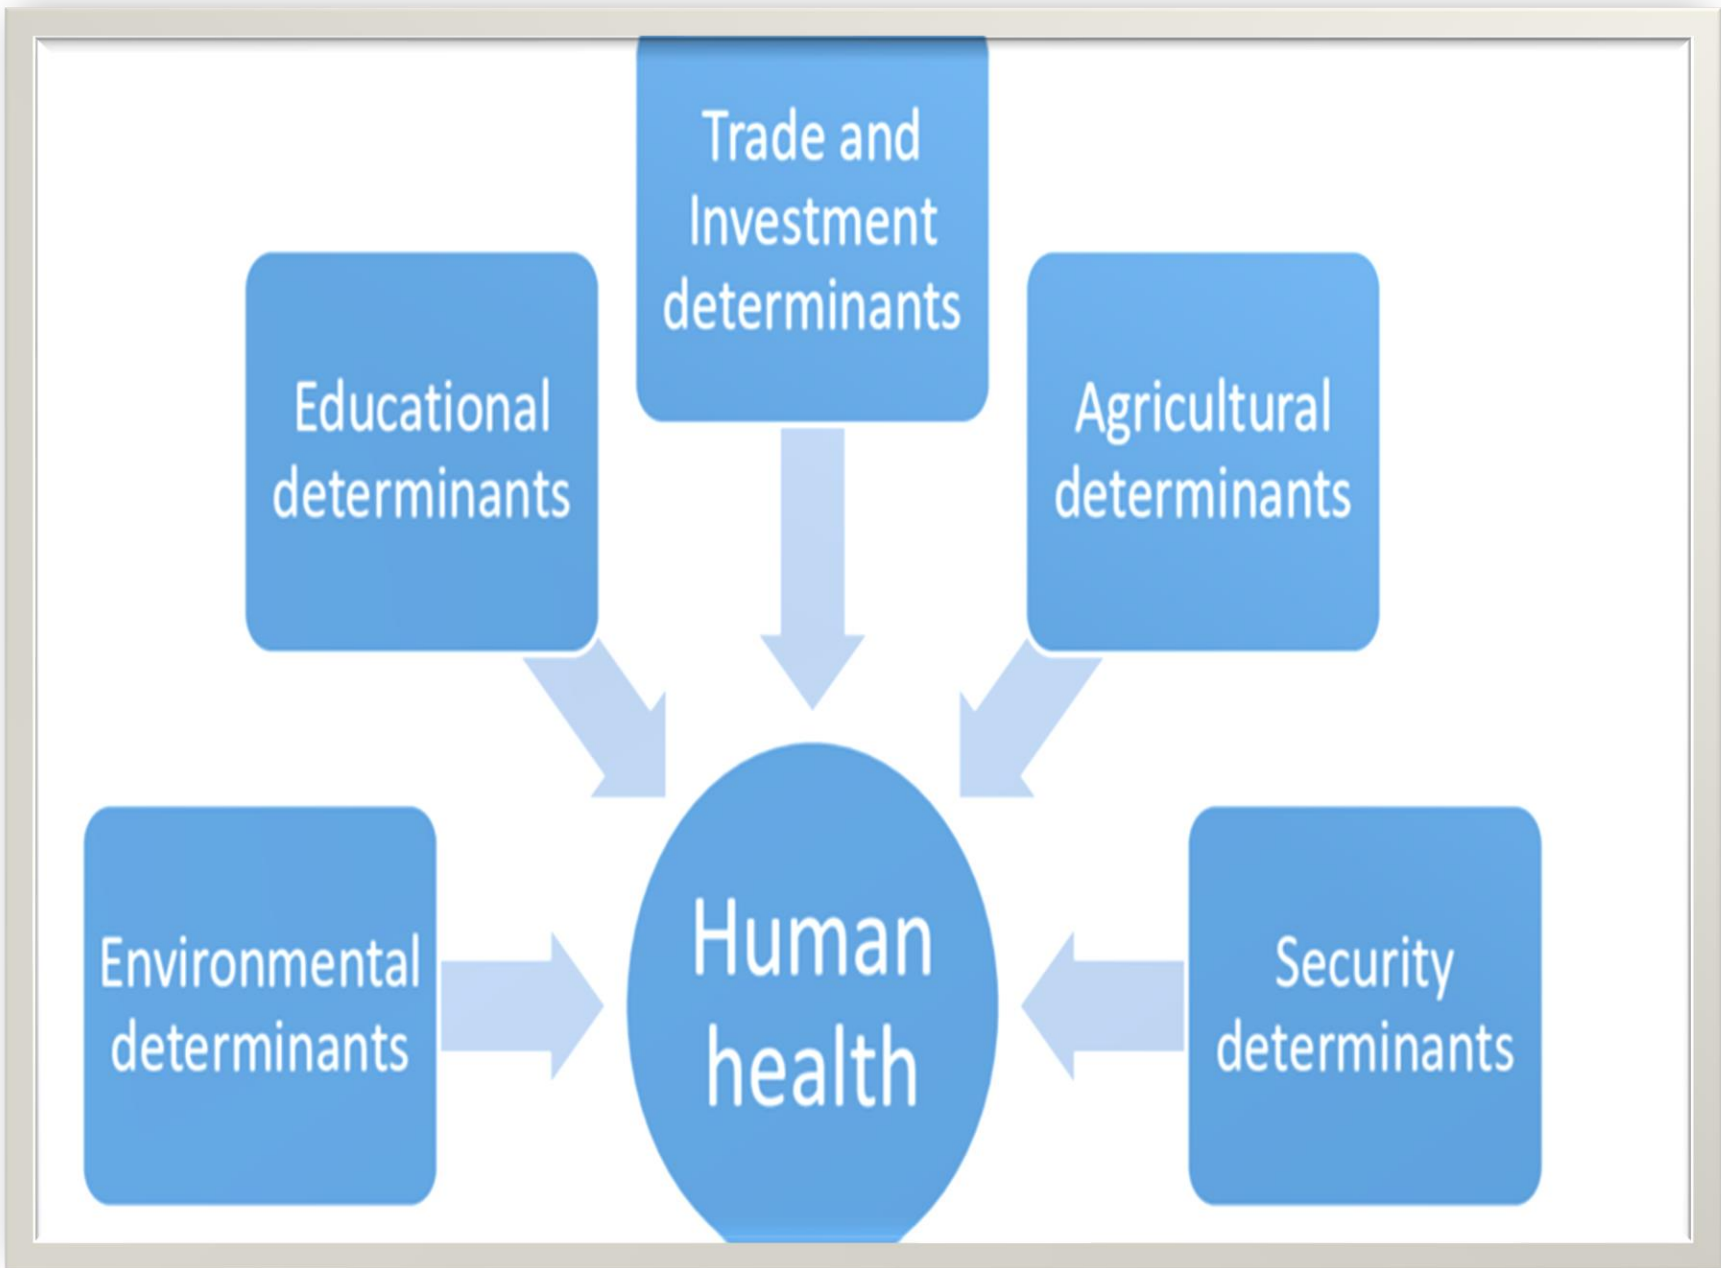 Trade and
Investment
determinants
Educational
determinants
Agricultural
determinants
Environmental
determinants
Human
health
Security
determinants